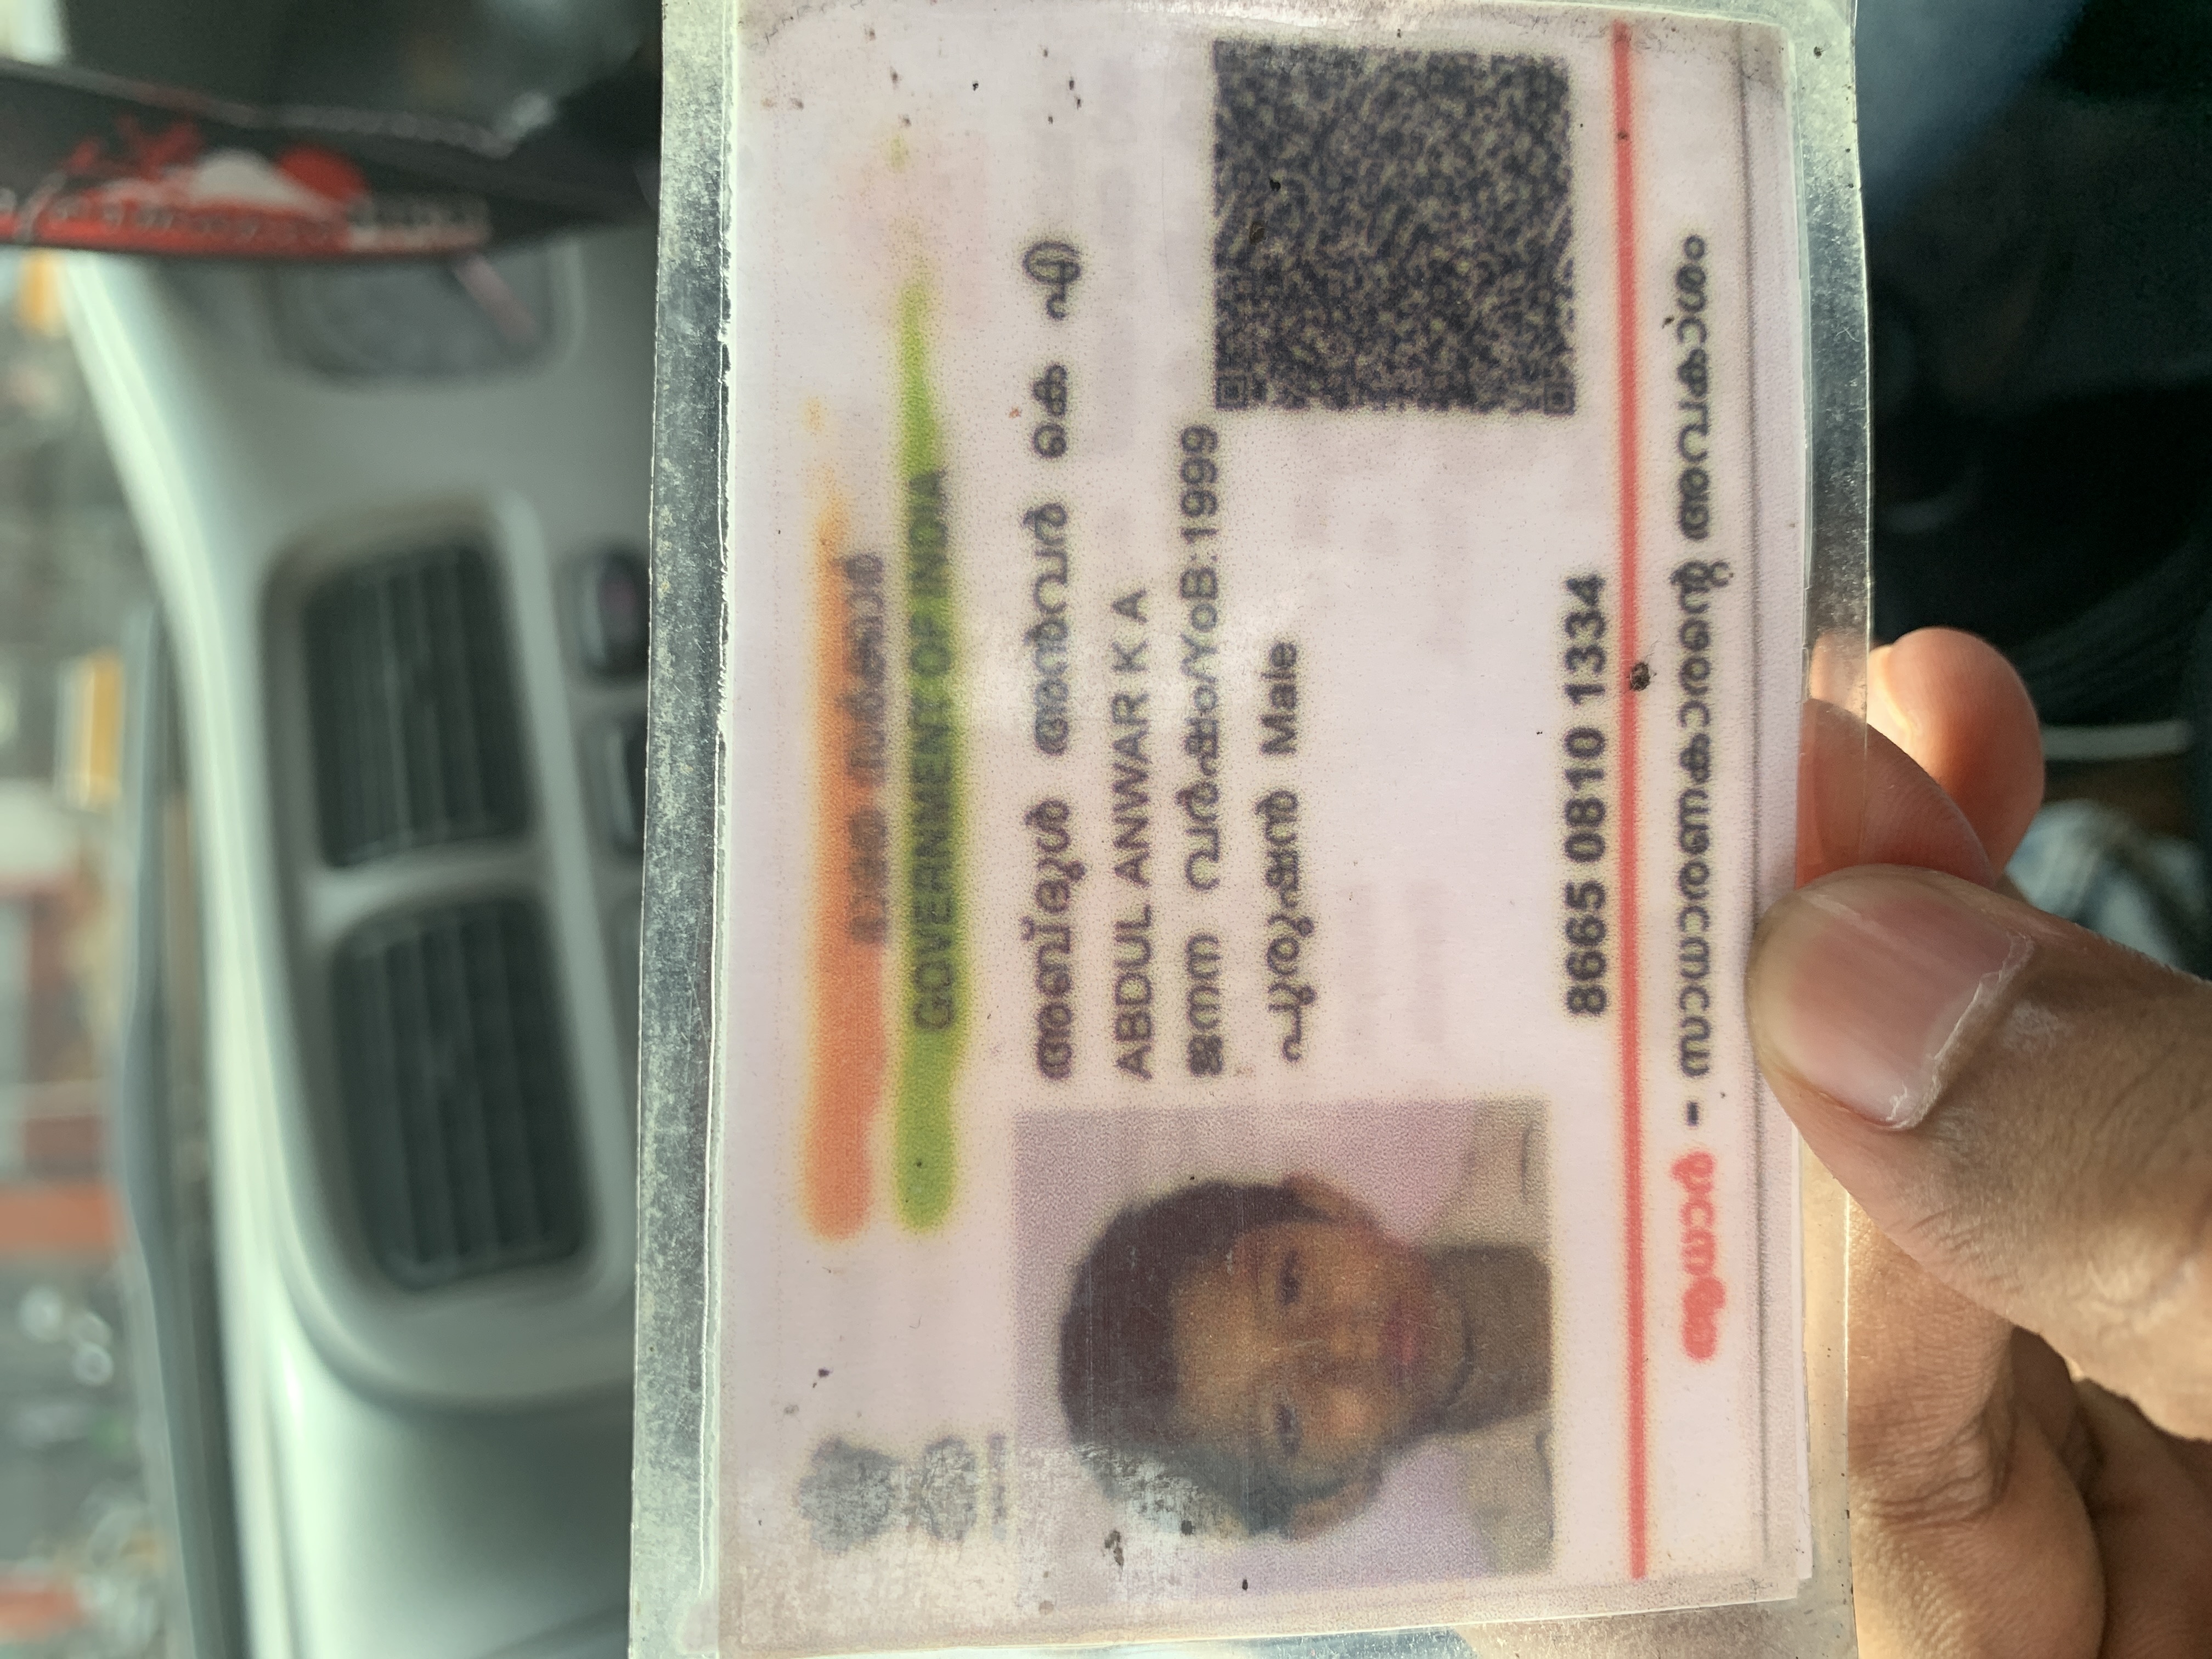 ഭാരത സർക്കാർ
GOVERNMENT OF INDIA
അബ്ദുൾ അൻവർ കെ എ
ABDUL ANWAR K A
ജനന വർഷം/YoB:1999
പുരുഷൻ Male
8665 0810 1334
ആധാർ - സാധാരണകാരന്റെ അവകാശം